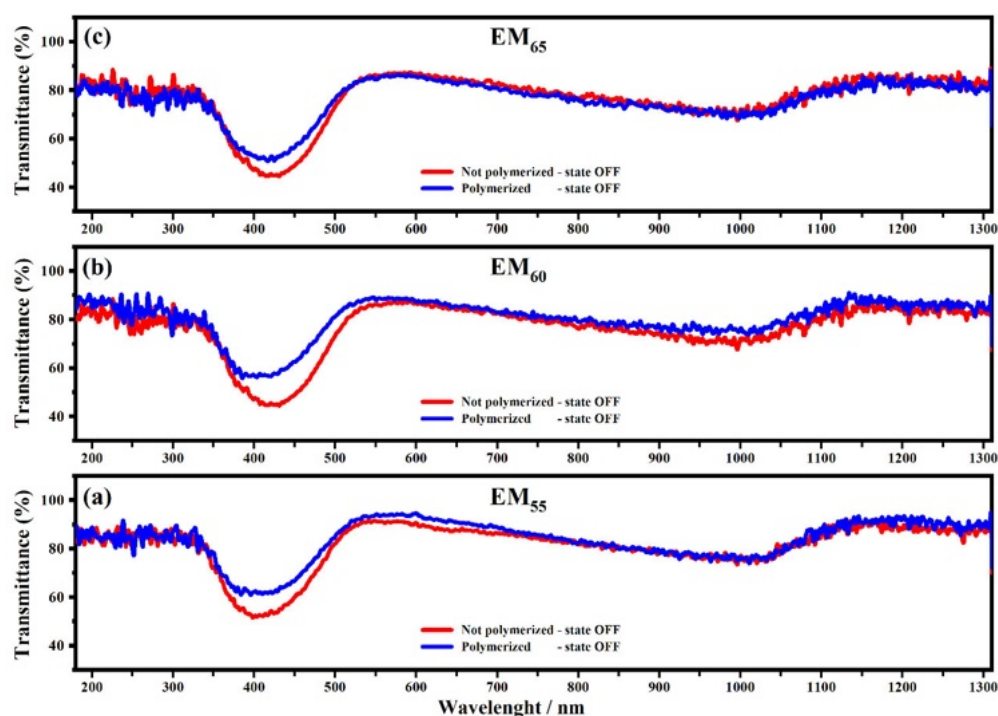 (c) EM65
Transmittance (%)
100
80
60
40
Not polymerized - state OFF
Polymerized - state OFF
200 300 400 500 600 700 800 900 1000 1100 1200 1300
(b) EM60
Transmittance (%)
100
80
60
40
Not polymerized - state OFF
Polymerized - state OFF
200 300 400 500 600 700 800 900 1000 1100 1200 1300
(a) EM55
Transmittance (%)
100
80
60
40
Not polymerized - state OFF
Polymerized - state OFF
200 300 400 500 600 700 800 900 1000 1100 1200 1300
Wavelenght / nm